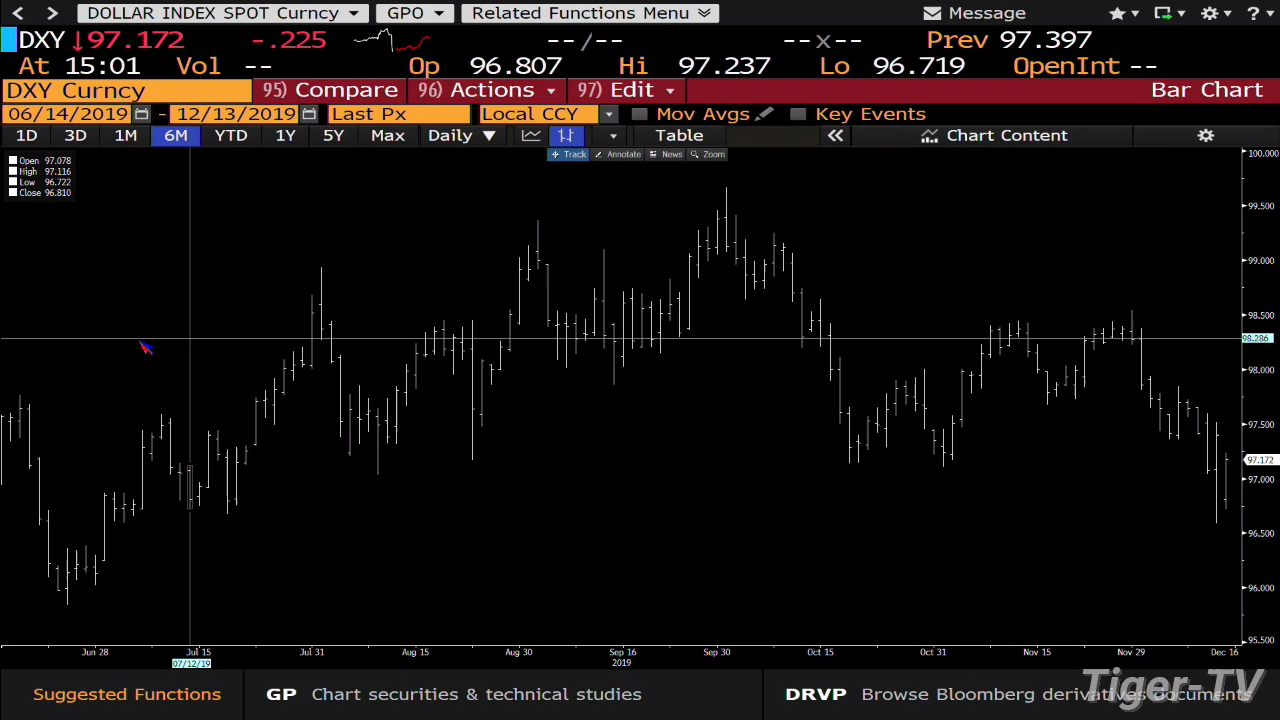 DOLLAR INDEX SPOT Curncy GPO Related Functions Menu Message ?
DXY ↓97.172 -.225 --/-- --x-- Prev 97.397
At 15:01 Vol -- Op 96.807 Hi 97.237 Lo 96.719 OpenInt --
DXY Curncy 95) Compare 96) Actions 97) Edit Bar Chart
06/14/2019 - 12/13/2019 Last Px Local CCY Mov Avgs Key Events
1D 3D 1M 6M YTD 1Y 5Y Max Daily ▼ Table Chart Content
Track Annotate News Zoom
Open 97.078
High 97.116
Low 96.722
Close 96.810
100.000
99.500
99.000
98.500
98.286
98.000
97.500
97.172
97.000
96.500
96.000
95.500
Jun 28 Jul 15 Jul 31 Aug 15 Aug 30 Sep 16 Sep 30 Oct 15 Oct 31 Nov 15 Nov 29 Dec 16
07/12/19 2019
Suggested Functions GP Chart securities & technical studies DRVP Browse Bloomberg derivatives documents
Tiger-TV